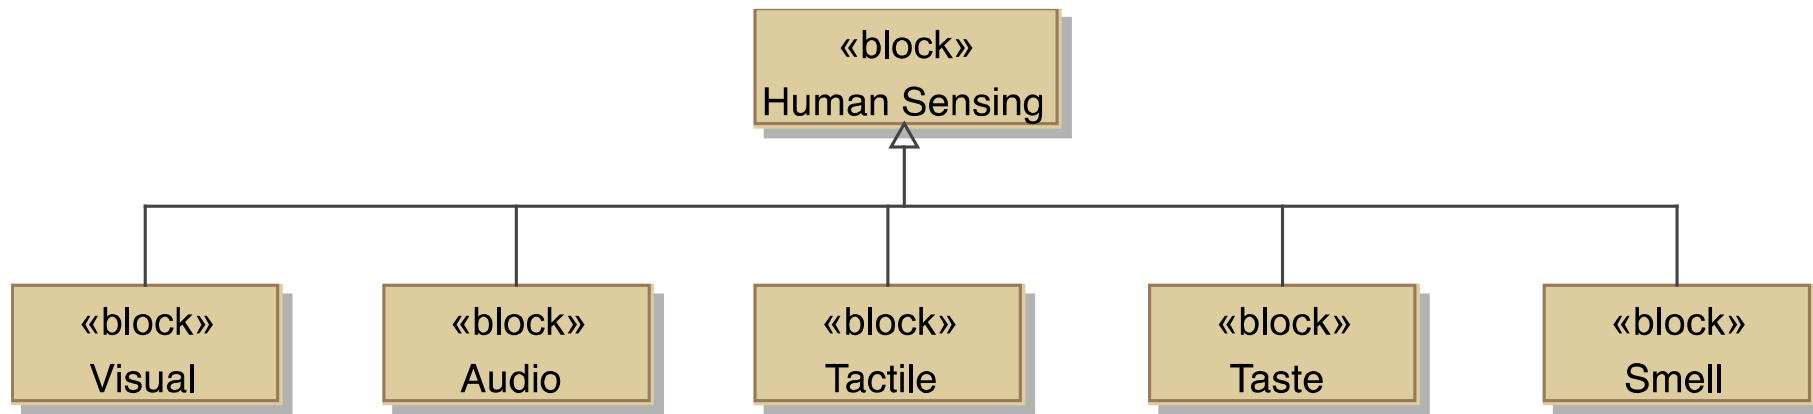 «block»
Human Sensing
«block»
Visual
«block»
Audio
«block»
Tactile
«block»
Taste
«block»
Smell